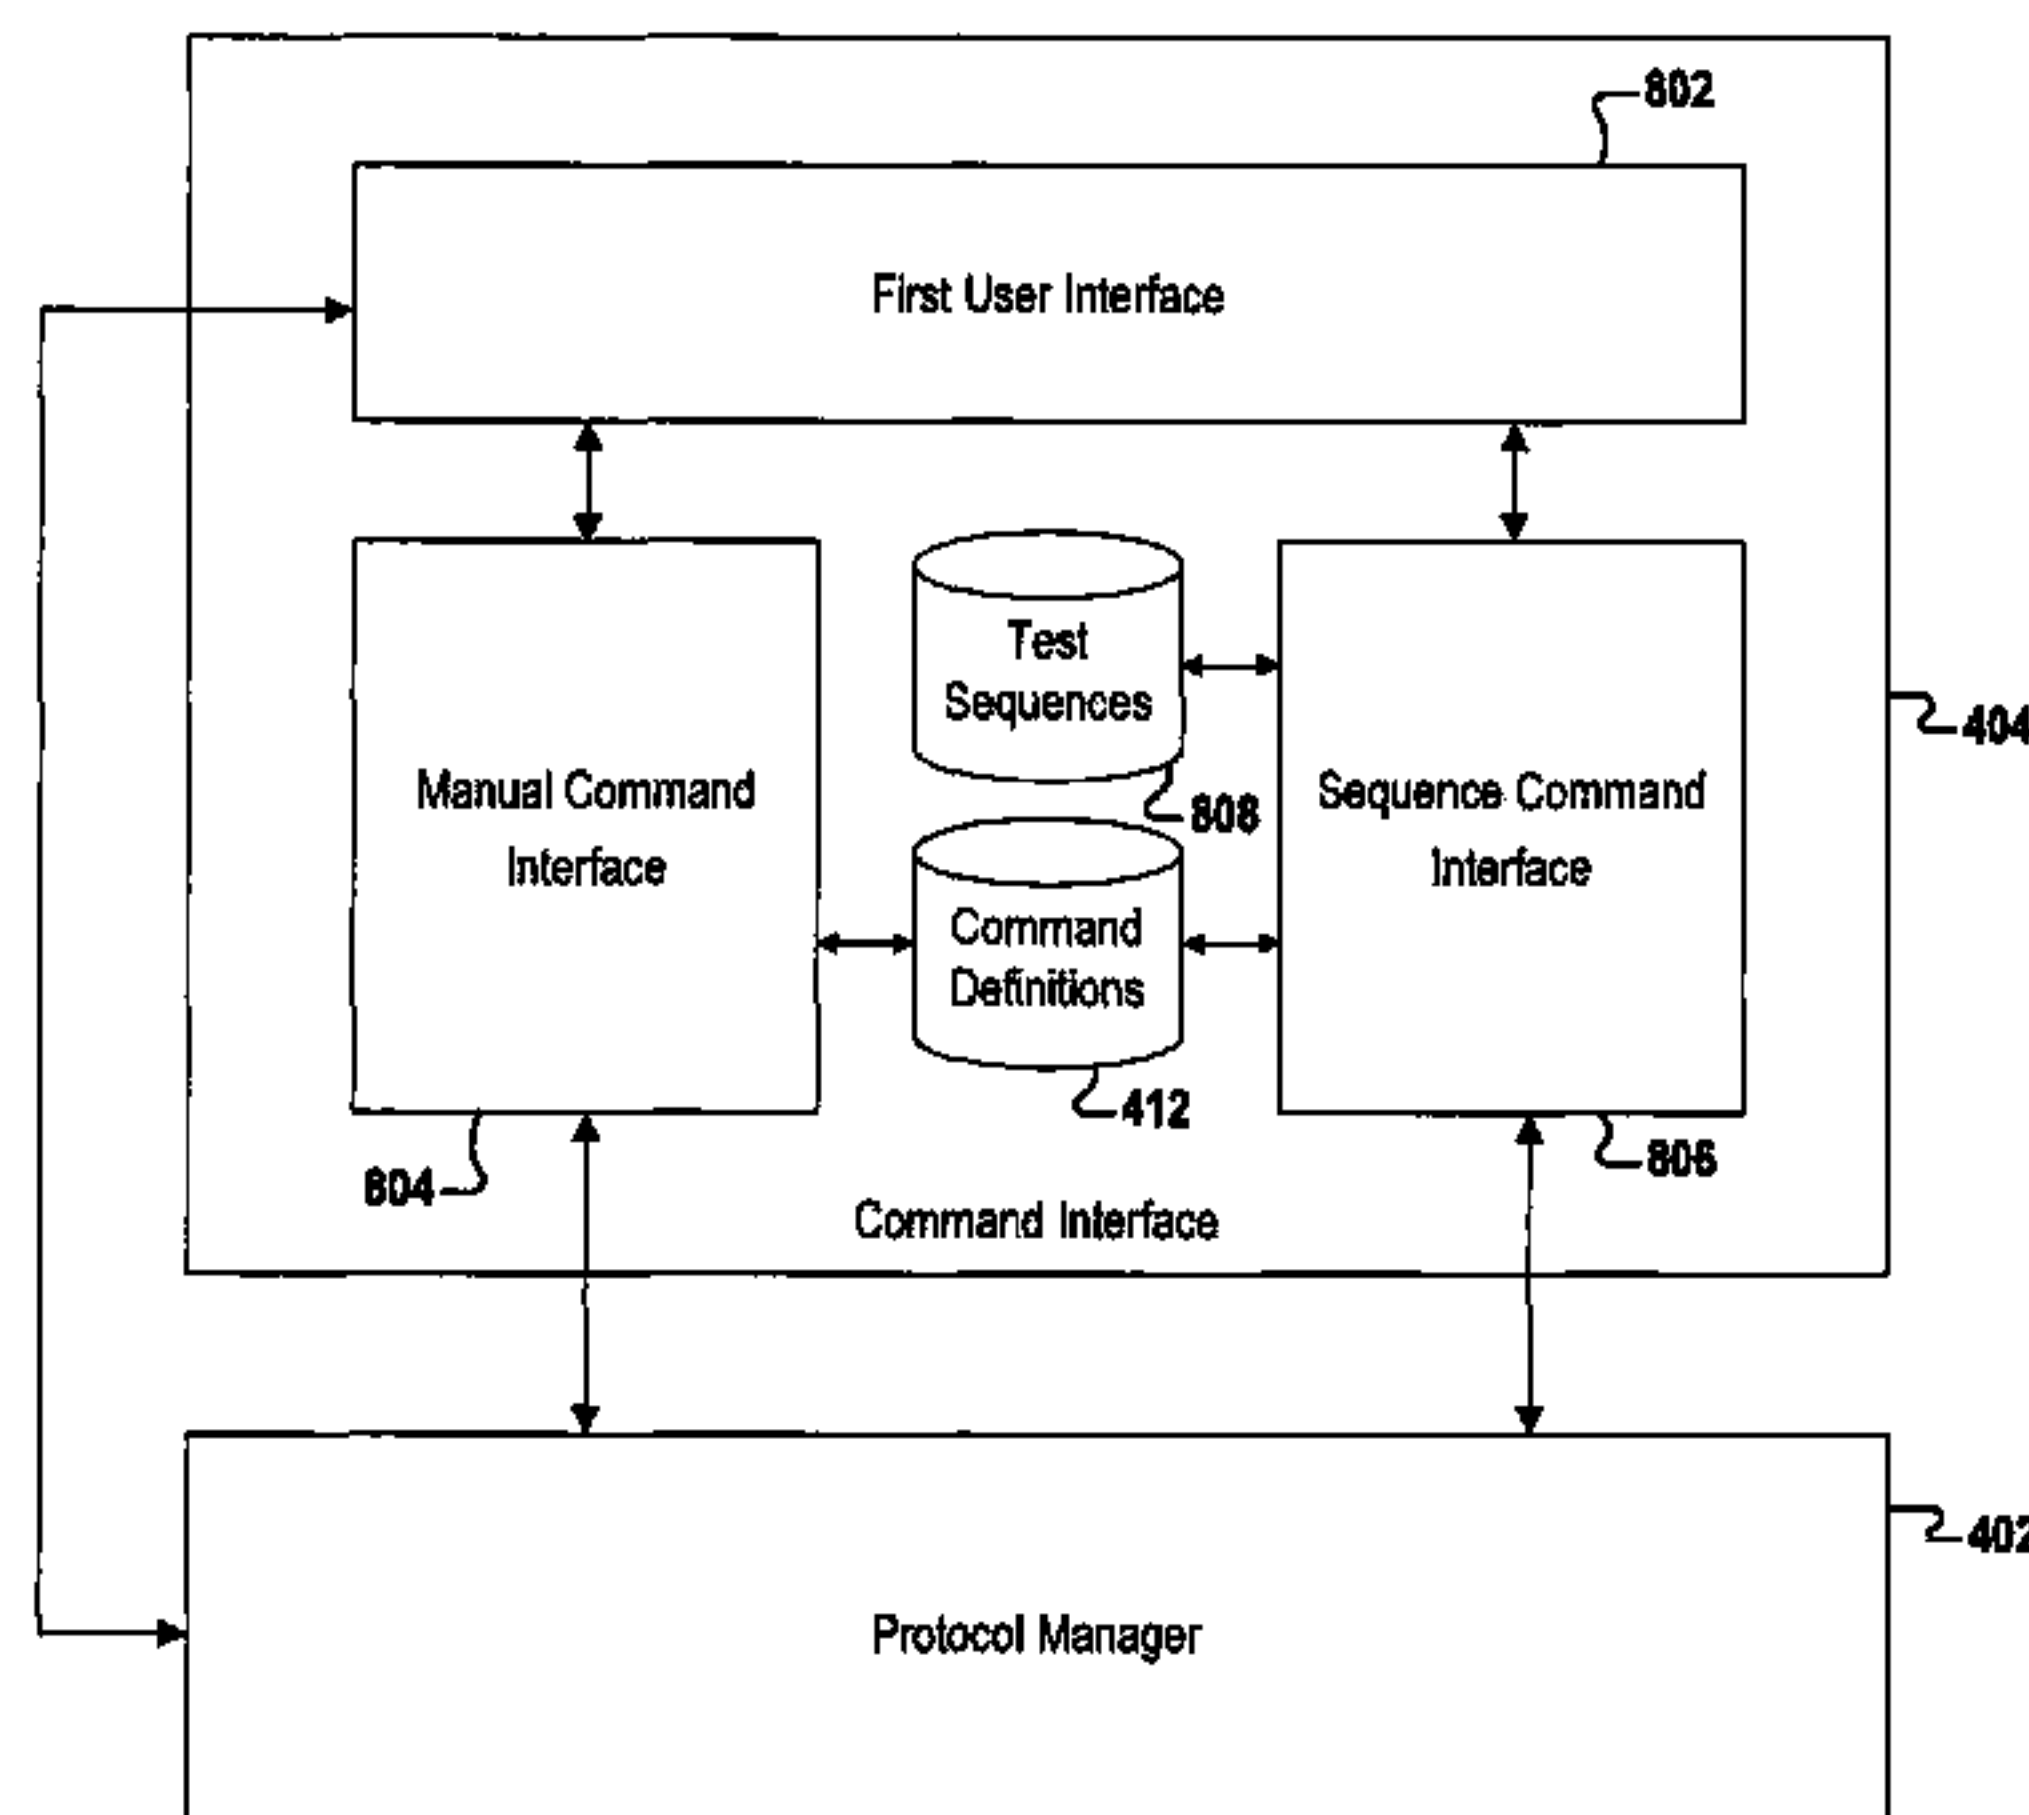 802
First User Interface
Test
Sequences
404
Manual Command
Interface
808
Sequence Command
Interface
Command
Definitions
412
804
806
Command Interface
402
Protocol Manager